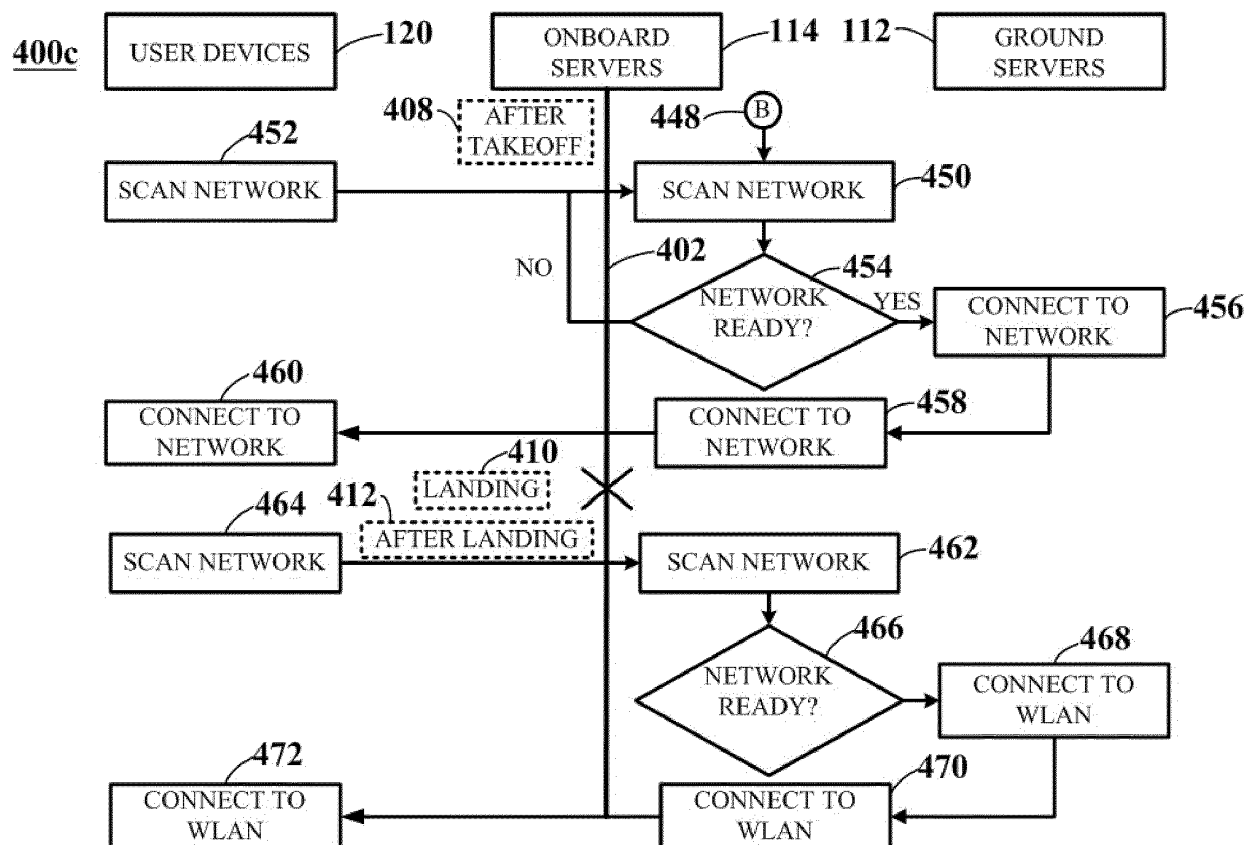 400c
USER DEVICES
120
ONBOARD
SERVERS
114
112
GROUND
SERVERS
408
AFTER
TAKEOFF
448
B
452
SCAN NETWORK
SCAN NETWORK
450
402
NO
454
NETWORK
READY?
YES
CONNECT TO
NETWORK
456
460
CONNECT TO
NETWORK
CONNECT TO
NETWORK
458
410
LANDING
412
AFTER LANDING
464
SCAN NETWORK
SCAN NETWORK
462
466
NETWORK
READY?
468
CONNECT TO
WLAN
472
CONNECT TO
WLAN
470
CONNECT TO
WLAN